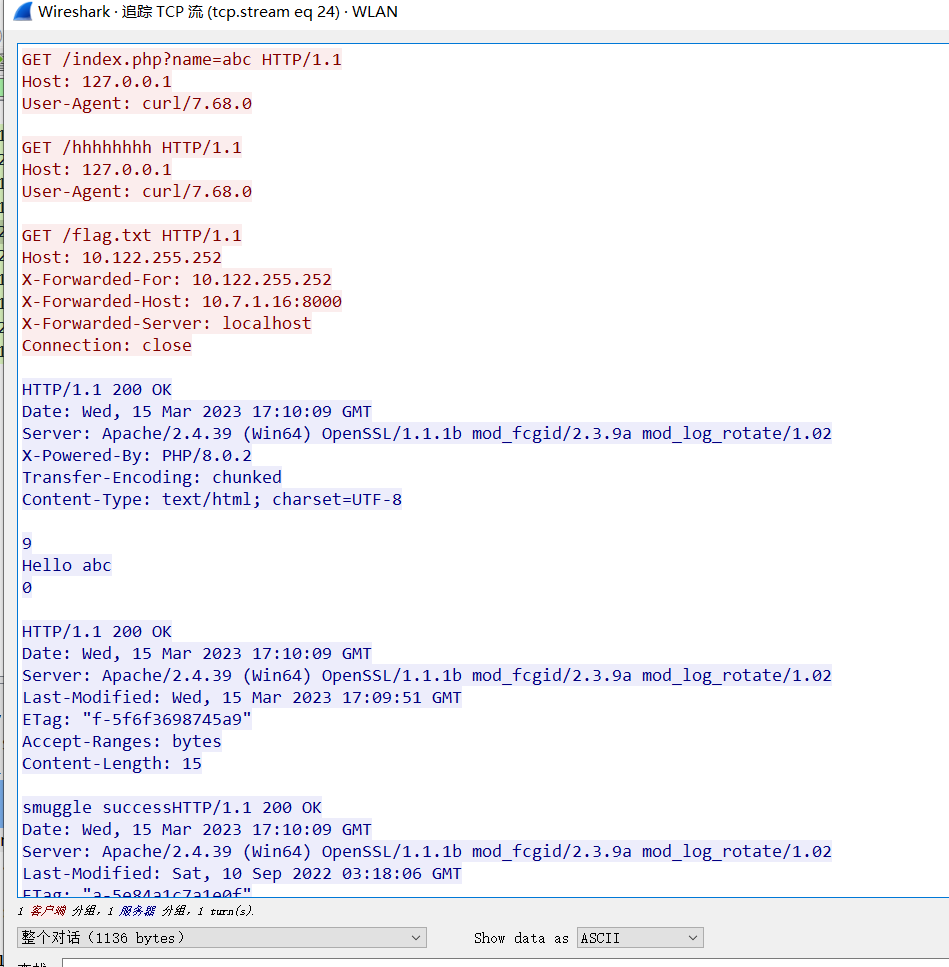 Wireshark · 追踪 TCP 流 (tcp.stream eq 24) · WLAN
GET /index.php?name=abc HTTP/1.1
Host: 127.0.0.1
User-Agent: curl/7.68.0
GET /hhhhhhhh HTTP/1.1
Host: 127.0.0.1
User-Agent: curl/7.68.0
GET /flag.txt HTTP/1.1
Host: 10.122.255.252
X-Forwarded-For: 10.122.255.252
X-Forwarded-Host: 10.7.1.16:8000
X-Forwarded-Server: localhost
Connection: close
HTTP/1.1 200 OK
Date: Wed, 15 Mar 2023 17:10:09 GMT
Server: Apache/2.4.39 (Win64) OpenSSL/1.1.1b mod_fcgid/2.3.9a mod_log_rotate/1.02
X-Powered-By: PHP/8.0.2
Transfer-Encoding: chunked
Content-Type: text/html; charset=UTF-8
9
Hello abc
0
HTTP/1.1 200 OK
Date: Wed, 15 Mar 2023 17:10:09 GMT
Server: Apache/2.4.39 (Win64) OpenSSL/1.1.1b mod_fcgid/2.3.9a mod_log_rotate/1.02
Last-Modified: Wed, 15 Mar 2023 17:09:51 GMT
ETag: "f-5f6f3698745a9"
Accept-Ranges: bytes
Content-Length: 15
smuggle successHTTP/1.1 200 OK
Date: Wed, 15 Mar 2023 17:10:09 GMT
Server: Apache/2.4.39 (Win64) OpenSSL/1.1.1b mod_fcgid/2.3.9a mod_log_rotate/1.02
Last-Modified: Sat, 10 Sep 2022 03:18:06 GMT
ETag: "a-5e84a1c7a1e0f"
1 客户端 分组, 1 服务器 分组, 1 turn(s).
整个对话 (1136 bytes)
Show data as ASCII